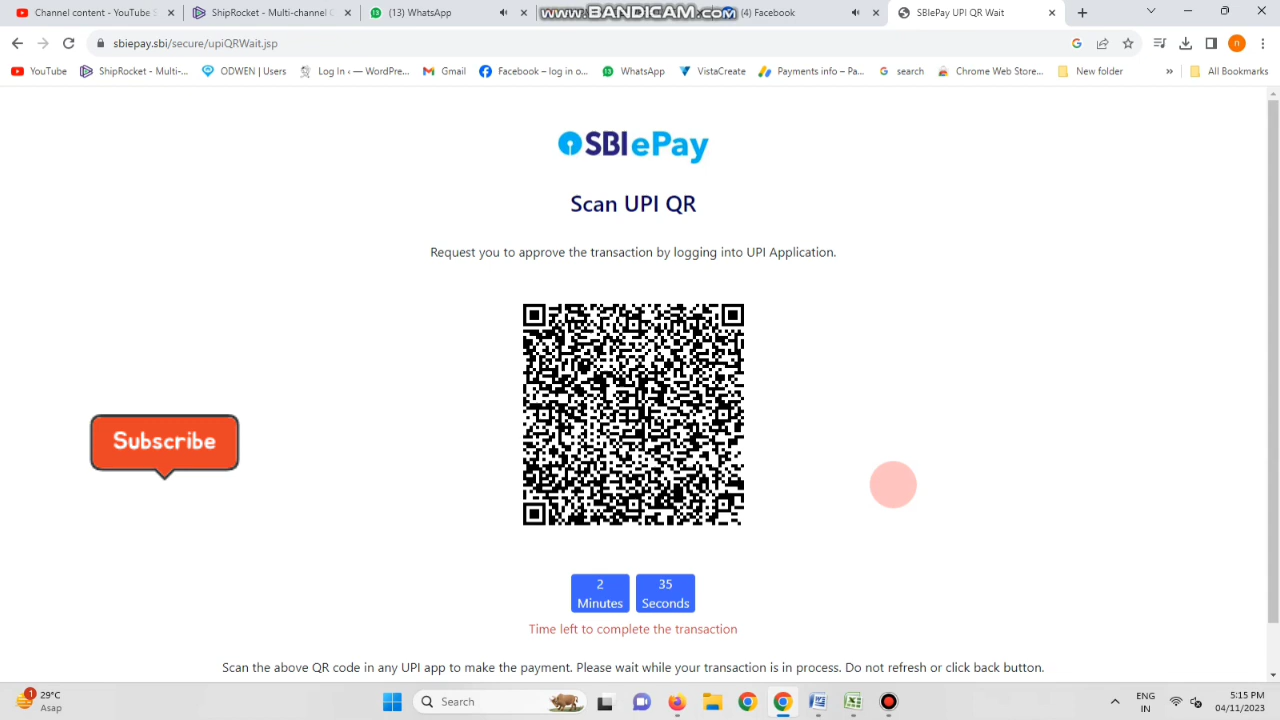 Channel content - YouTube S
ShipRocket - Multi-channel E
(13) WhatsApp
www.BANDICAM.com
(4) Facebook
SBIePay UPI QR Wait
sbiepay.sbi/secure/upiQRWait.jsp
n
YouTube
ShipRocket - Multi-...
ODWEN | Users
Log In ‹ — WordPre...
Gmail
Facebook – log in o...
WhatsApp
VistaCreate
Payments info – Pa...
search
Chrome Web Store...
New folder
»
All Bookmarks
SBI ePay
Scan UPI QR
Request you to approve the transaction by logging into UPI Application.
Subscribe
2 35
Minutes Seconds
Time left to complete the transaction
Scan the above QR code in any UPI app to make the payment. Please wait while your transaction is in process. Do not refresh or click back button.
1
29°C
Aap
Search
ENG
IN
5:15 PM
04/11/2023